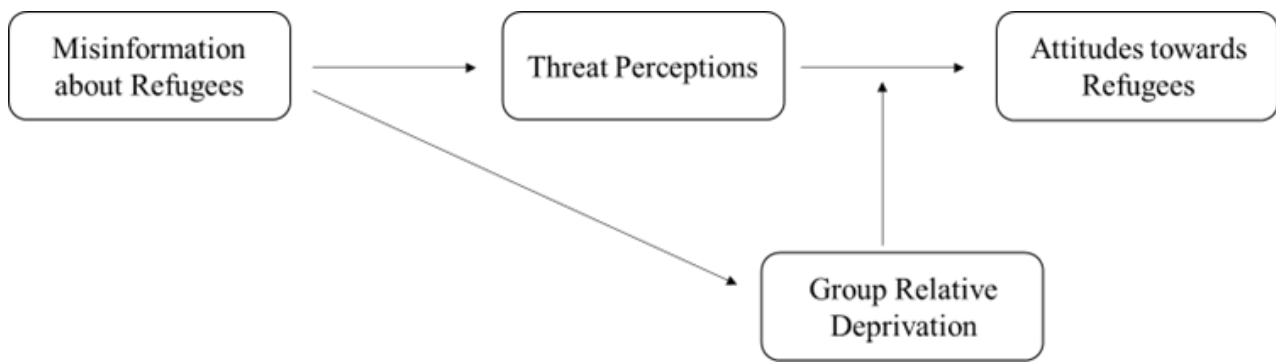 Misinformation
about Refugees
Threat Perceptions
Attitudes towards
Refugees
Group Relative
Deprivation